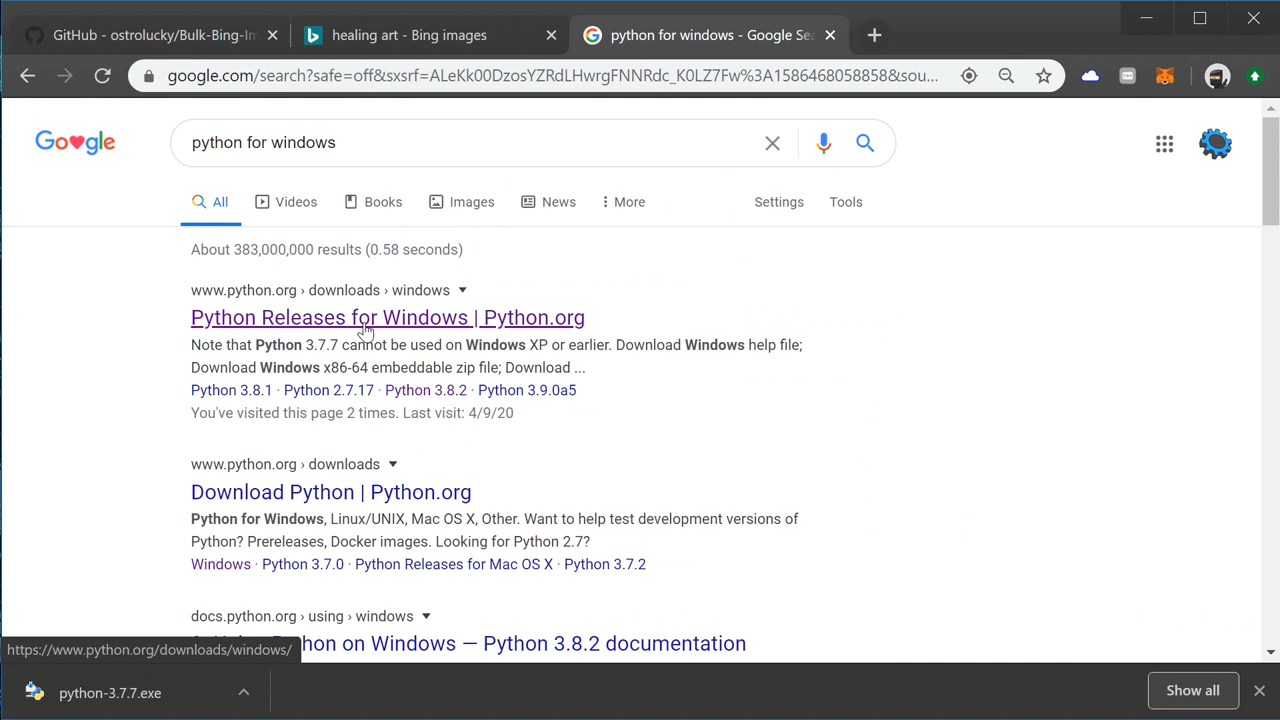 GitHub - ostrolucky/Bulk-Bing-Im
healing art - Bing images
python for windows - Google Sea
google.com/search?safe=off&sxsrf=ALeKk00DzosYZRdLHwrgFNNRdc_K0LZ7Fw%3A1586468058858&sou...
python for windows
All
Videos
Books
Images
News
More
Settings
Tools
About 383,000,000 results (0.58 seconds)
www.python.org › downloads › windows
Python Releases for Windows | Python.org
Note that Python 3.7.7 cannot be used on Windows XP or earlier. Download Windows help file;
Download Windows x86-64 embeddable zip file; Download ...
Python 3.8.1 · Python 2.7.17 · Python 3.8.2 · Python 3.9.0a5
You've visited this page 2 times. Last visit: 4/9/20
www.python.org › downloads
Download Python | Python.org
Python for Windows, Linux/UNIX, Mac OS X, Other. Want to help test development versions of
Python? Prereleases, Docker images. Looking for Python 2.7?
Windows · Python 3.7.0 · Python Releases for Mac OS X · Python 3.7.2
docs.python.org › using › windows
hon on Windows — Python 3.8.2 documentation
https://www.python.org/downloads/windows/
python-3.7.7.exe
Show all